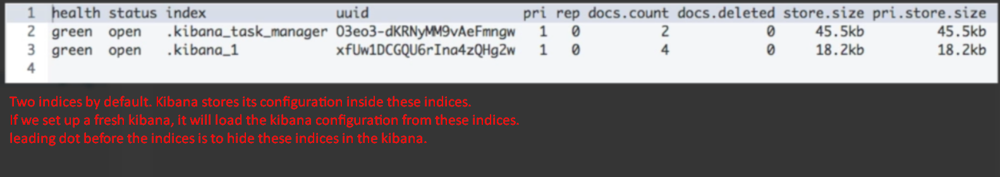 1 health status index uuid pri rep docs.count docs.deleted store.size pri.store.size
2 green open .kibana_task_manager O3eo3-dKRNyMM9vAeFmngw 1 0 2 0 45.5kb 45.5kb
3 green open .kibana_1 xfUw1DCGQU6rIna4zQHg2w 1 0 4 0 18.2kb 18.2kb
4
Two indices by default. Kibana stores its configuration inside these indices.
If we set up a fresh kibana, it will load the kibana configuration from these indices.
leading dot before the indices is to hide these indices in the kibana.